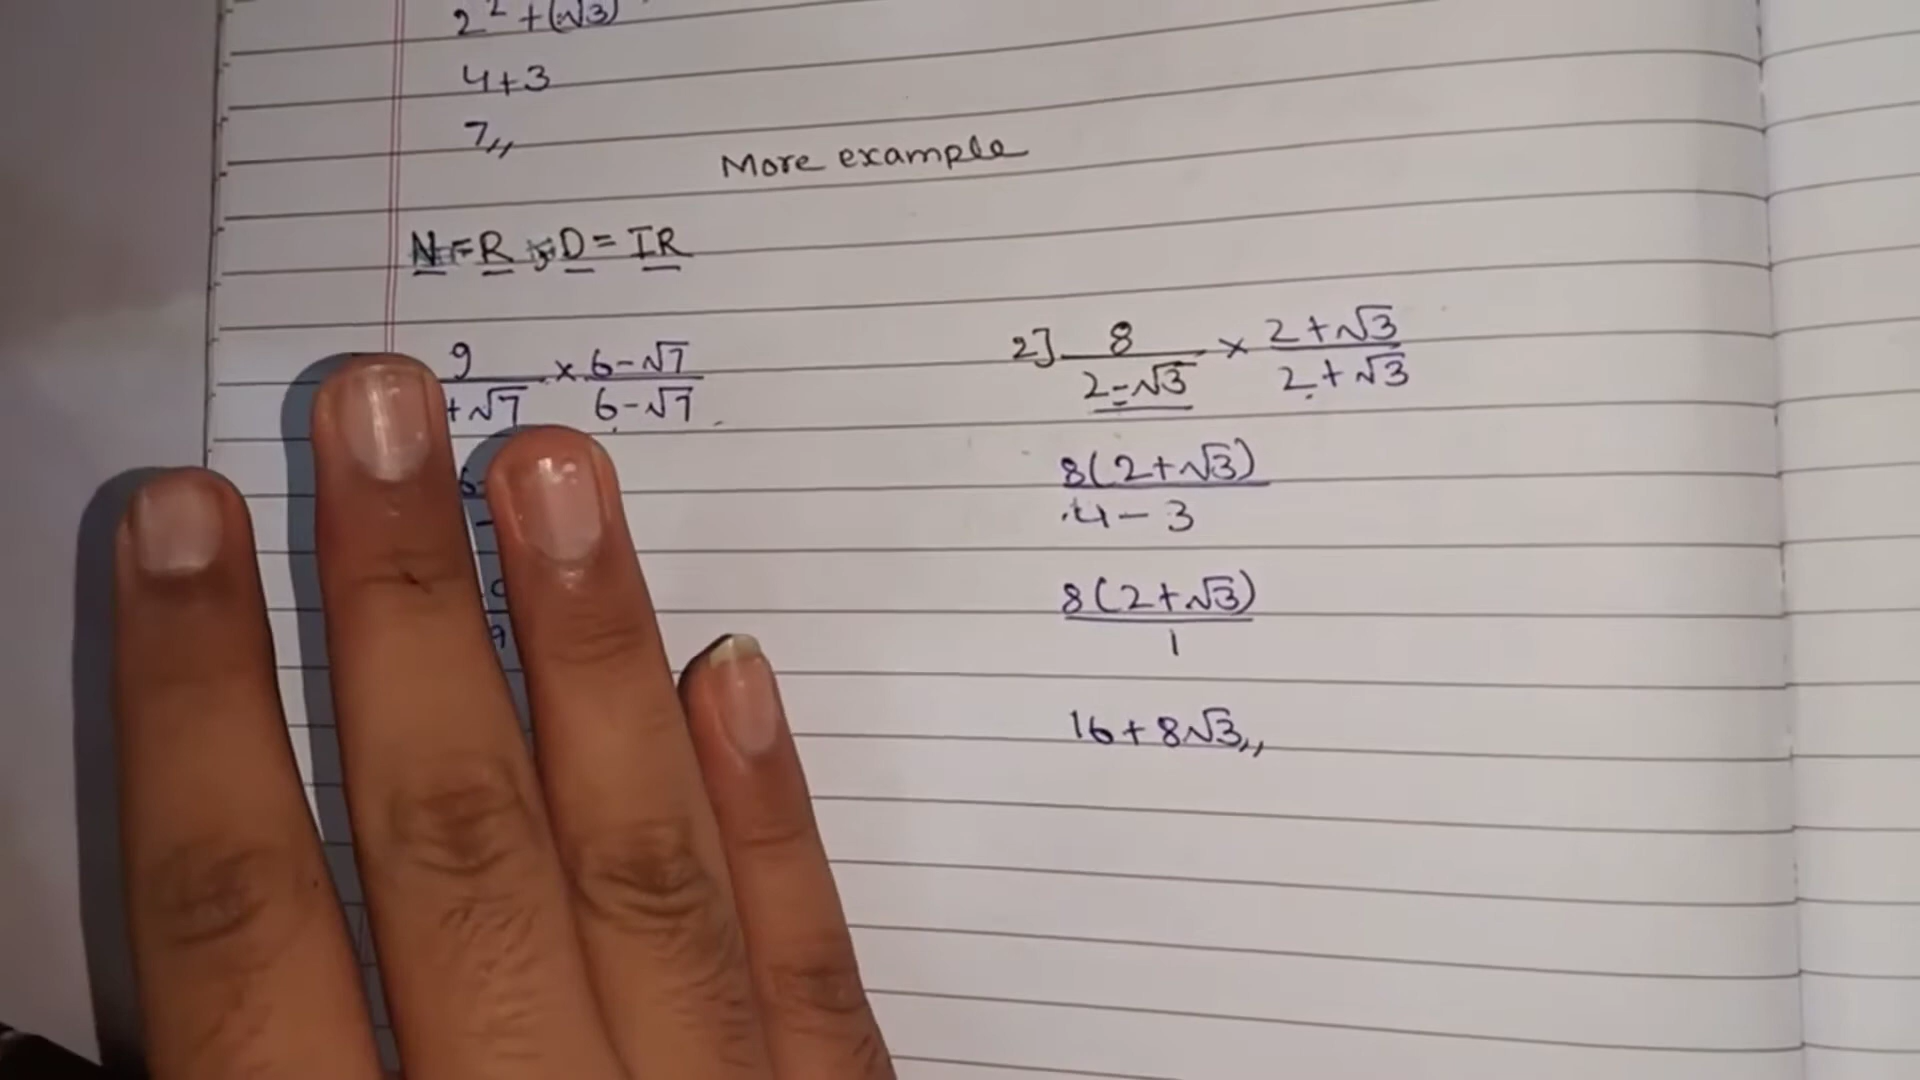 2² + (√3)
4+3
7,,
More example
N = R ; D = IR
9 × 6-√7
+ √7 6-√7
2] 8 × 2+√3
2-√3 2+√3
8(2+√3)
4 - 3
8(2+√3)
1
16+8√3,,